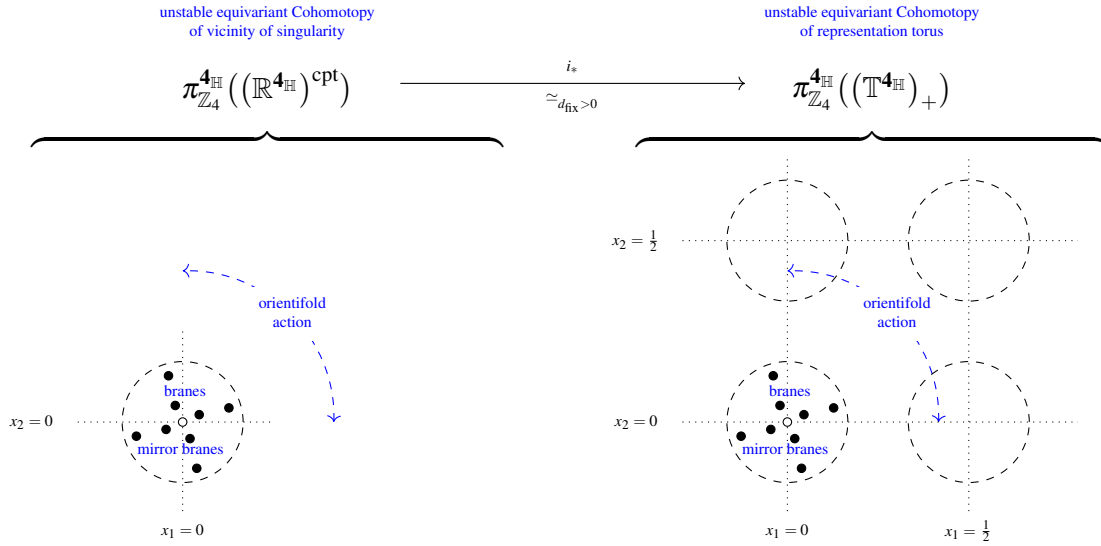 unstable equivariant Cohomotopy
of vicinity of singularity
unstable equivariant Cohomotopy
of representation torus
π^{4_ℍ}_{ℤ_4}((ℝ^{4_ℍ})^{cpt})
i_*
≃_{d_{fix}>0}
π^{4_ℍ}_{ℤ_4}((𝕋^{4_ℍ})_+)
orientifold
action
branes
mirror branes
x_2 = 0
x_1 = 0
x_2 = 1/2
orientifold
action
branes
mirror branes
x_2 = 0
x_1 = 0
x_1 = 1/2